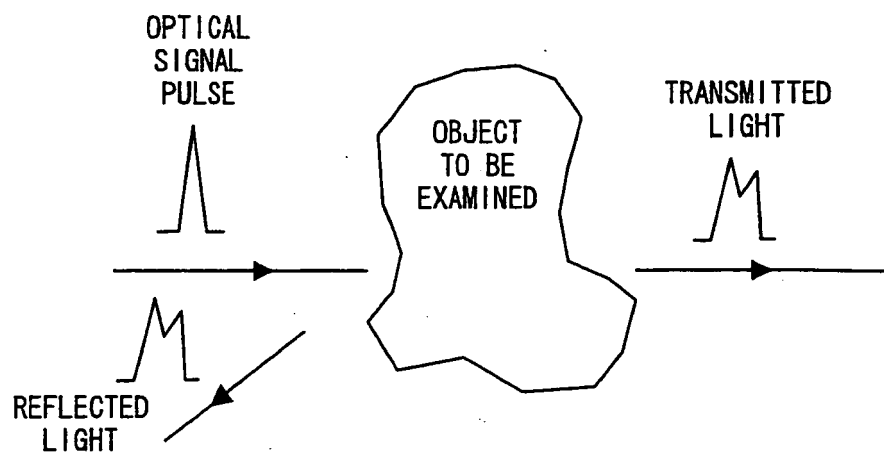 OPTICAL
SIGNAL
PULSE
OBJECT
TO BE
EXAMINED
TRANSMITTED
LIGHT
REFLECTED
LIGHT